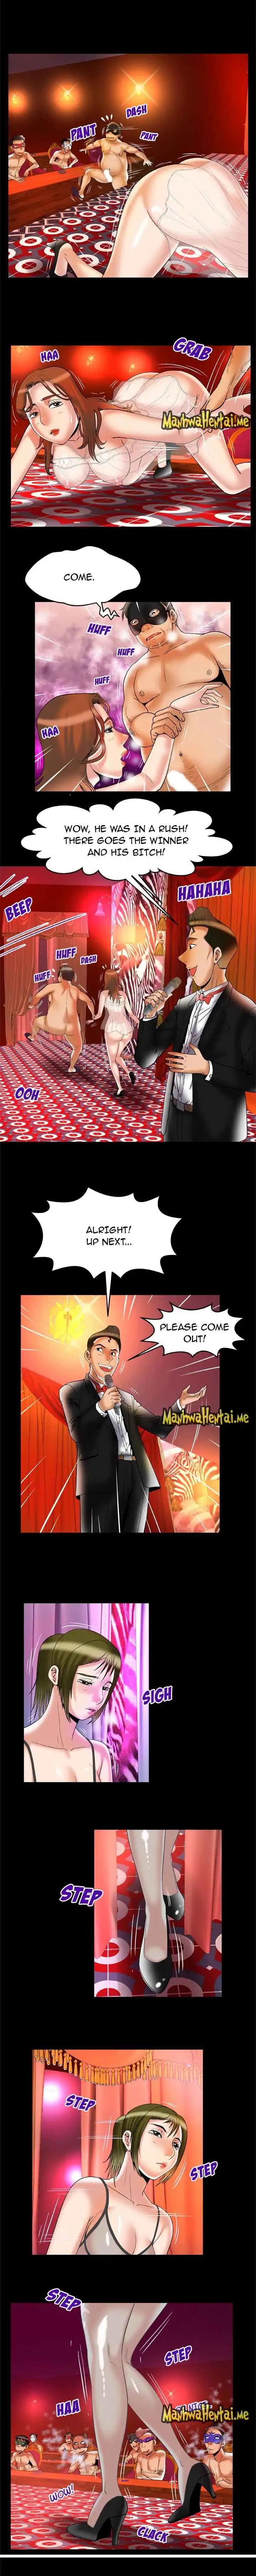 DASH
PANT
PANT
HAA
GRAB
ManhwaHentai.me
COME.
HUFF
HUFF
HUFF
HAA
WOW, HE WAS IN A RUSH!
THERE GOES THE WINNER
AND HIS BITCH!
HAHAHA
BEEP
HUFF
HUFF
DASH
OOH
ALRIGHT!
UP NEXT...
PLEASE COME
OUT!
ManhwaHentai.me
SIGH
STEP
STEP
STEP
STEP
STEP
HAA
ManhwaHentai.me
WOW!
CLACK